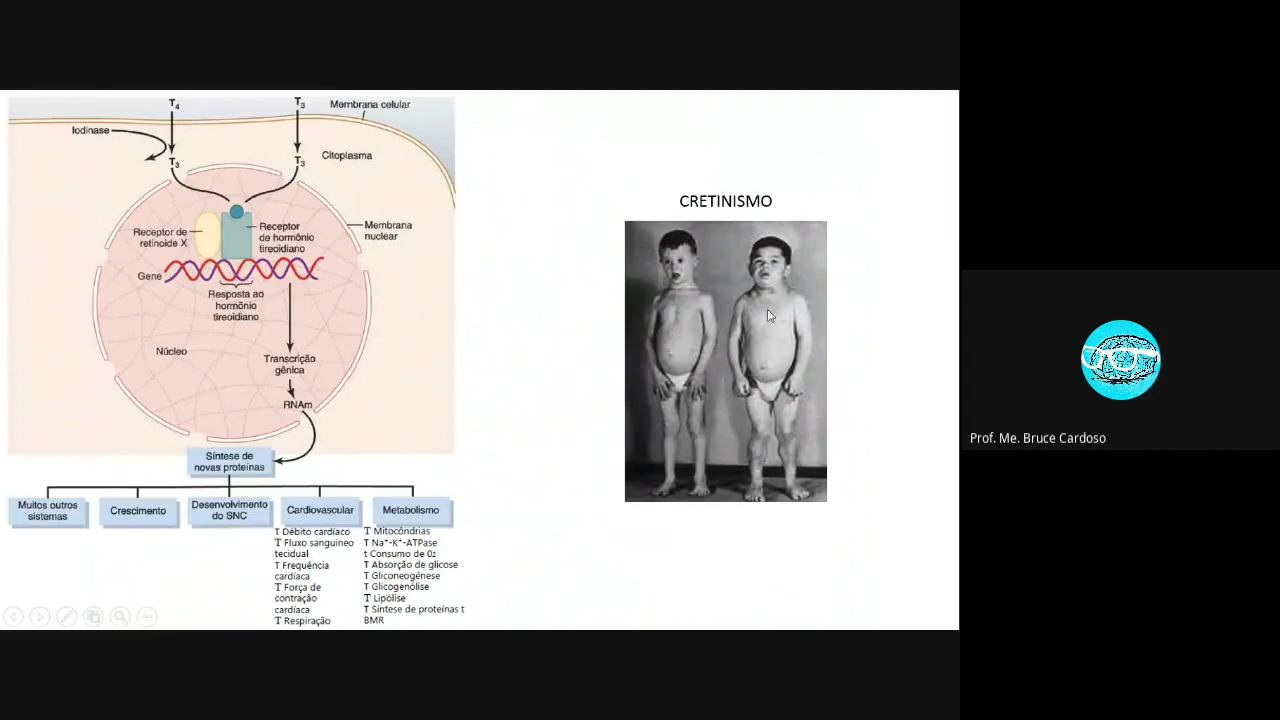 T4
T3
Membrana celular
Iodinase
Citoplasma
T3
T3
Receptor de
retinoide X
Receptor
de hormônio
tireoidiano
Membrana
nuclear
Gene
Resposta ao
hormônio
tireoidiano
Núcleo
Transcrição
gênica
RNAm
Síntese de
novas proteínas
Muitos outros
sistemas
Crescimento
Desenvolvimento
do SNC
Cardiovascular
Metabolismo
T Débito cardíaco
T Fluxo sanguíneo
tecidual
T Frequência
cardíaca
T Força de
contração
cardíaca
T Respiração
T Mitocôndrias
T Na⁺-K⁺-ATPase
t Consumo de 02
T Absorção de glicose
T Gliconeogênese
T Glicogenólise
T Lipólise
T Síntese de proteínas t
BMR
CRETINISMO
Prof. Me. Bruce Cardoso